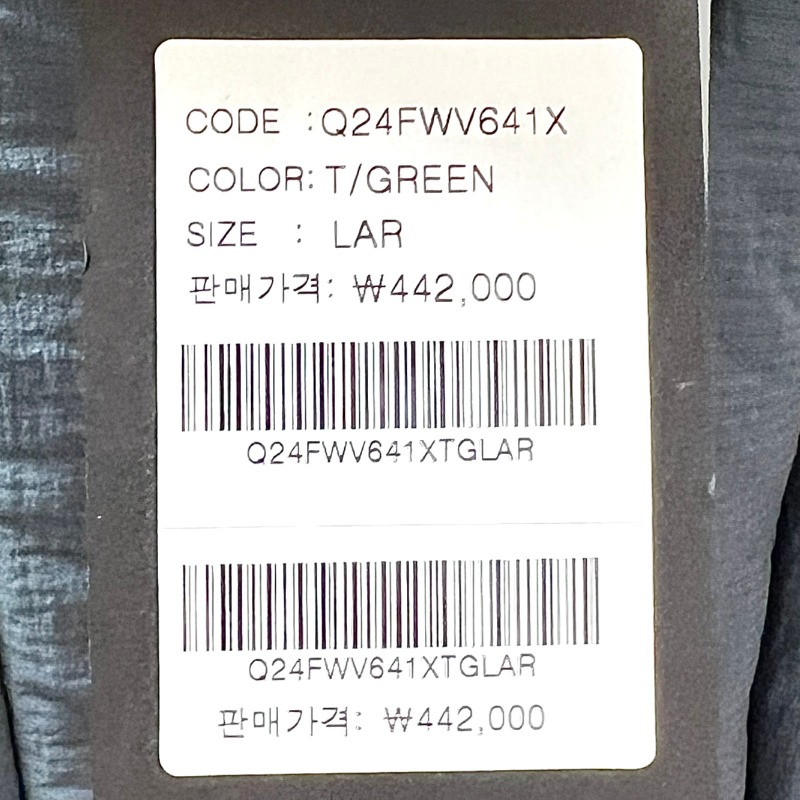 CODE :Q24FWV641X
COLOR: T/GREEN
SIZE : LAR
판매가격: ₩442,000
Q24FWV641XTGLAR
Q24FWV641XTGLAR
판매가격: ₩442,000